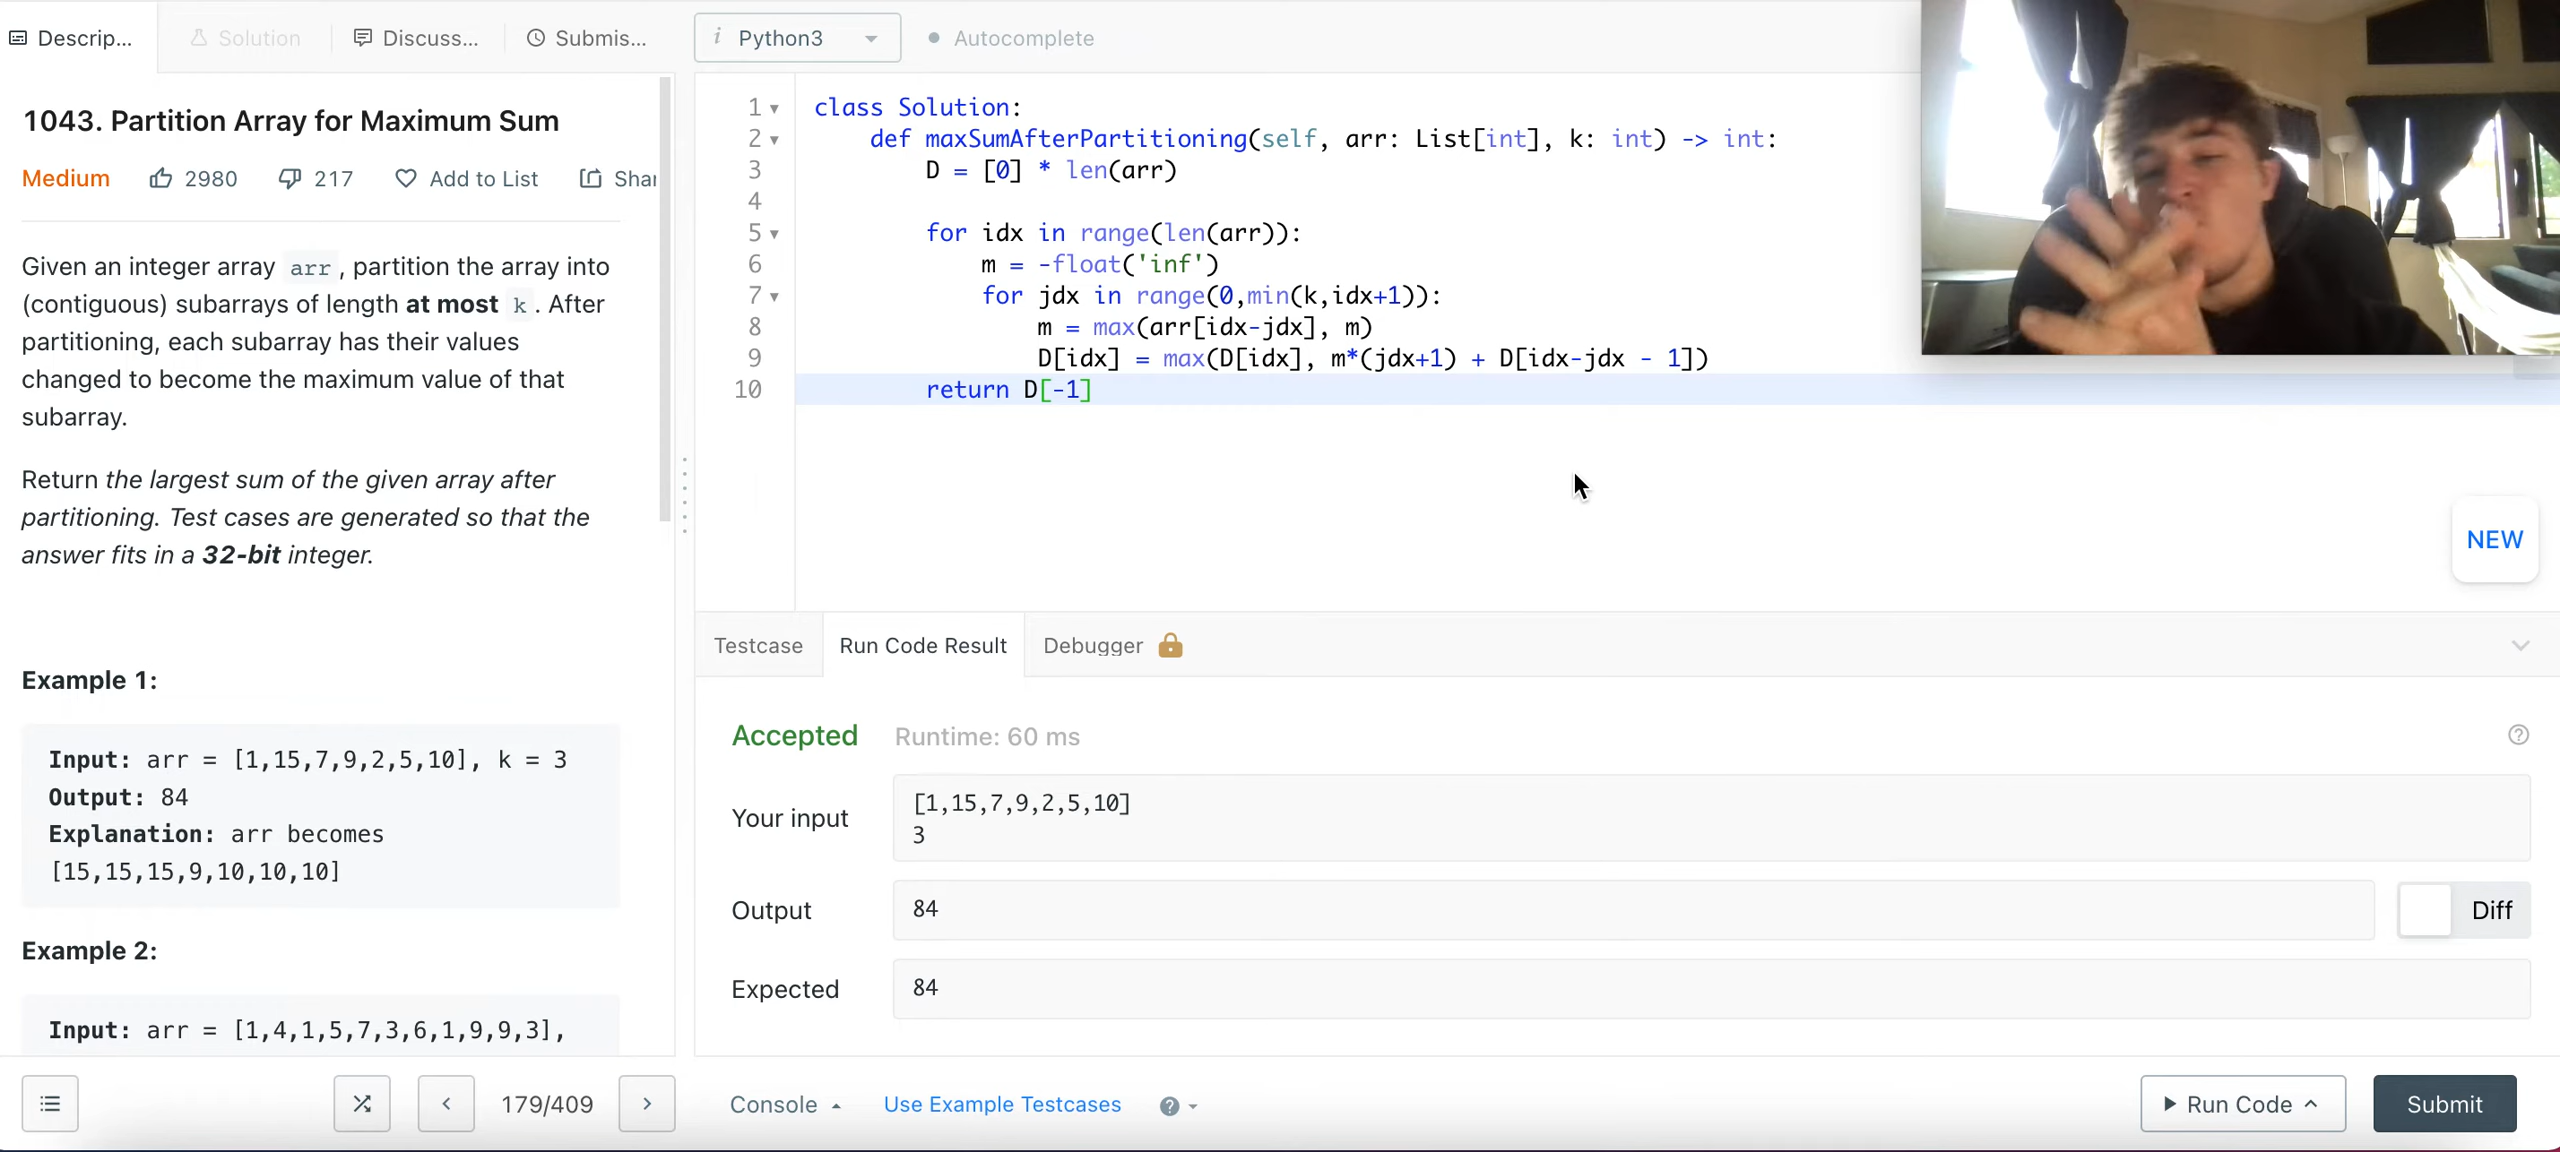 Descrip...
Solution
Discuss...
Submis...
i Python3
Autocomplete
1043. Partition Array for Maximum Sum
Medium 2980 217 Add to List Shar
Given an integer array arr , partition the array into
(contiguous) subarrays of length at most k . After
partitioning, each subarray has their values
changed to become the maximum value of that
subarray.
Return the largest sum of the given array after
partitioning. Test cases are generated so that the
answer fits in a 32-bit integer.
Example 1:
Input: arr = [1,15,7,9,2,5,10], k = 3
Output: 84
Explanation: arr becomes
[15,15,15,9,10,10,10]
Example 2:
Input: arr = [1,4,1,5,7,3,6,1,9,9,3],
179/409
1 class Solution:
2 def maxSumAfterPartitioning(self, arr: List[int], k: int) -> int:
3 D = [0] * len(arr)
4
5 for idx in range(len(arr)):
6 m = -float('inf')
7 for jdx in range(0,min(k,idx+1)):
8 m = max(arr[idx-jdx], m)
9 D[idx] = max(D[idx], m*(jdx+1) + D[idx-jdx - 1])
10 return D[-1]
NEW
Testcase
Run Code Result
Debugger
Accepted Runtime: 60 ms
Your input
[1,15,7,9,2,5,10]
3
Output
84
Diff
Expected
84
Console
Use Example Testcases
Run Code
Submit